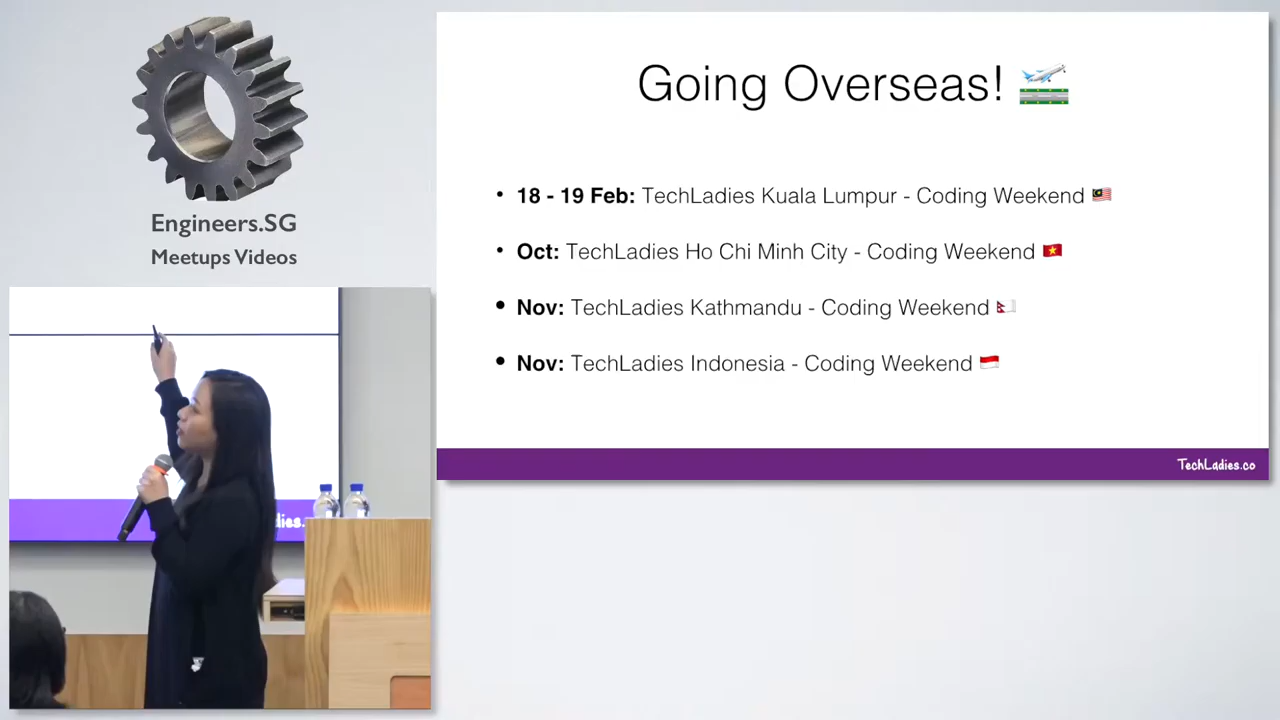 Engineers.SG
Meetups Videos
Going Overseas!
• 18 - 19 Feb: TechLadies Kuala Lumpur - Coding Weekend
• Oct: TechLadies Ho Chi Minh City - Coding Weekend
• Nov: TechLadies Kathmandu - Coding Weekend
• Nov: TechLadies Indonesia - Coding Weekend
TechLadies.co
dies.